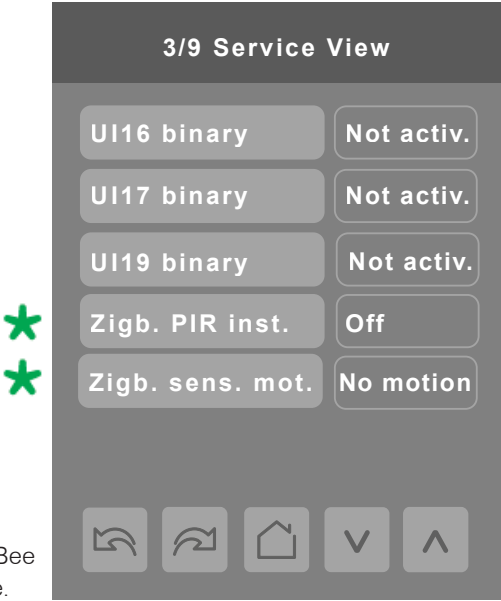 3/9 Service View
UI16 binary Not activ.
UI17 binary Not activ.
UI19 binary Not activ.
Zigb. PIR inst. Off
Zigb. sens. mot. No motion
Bee
e.